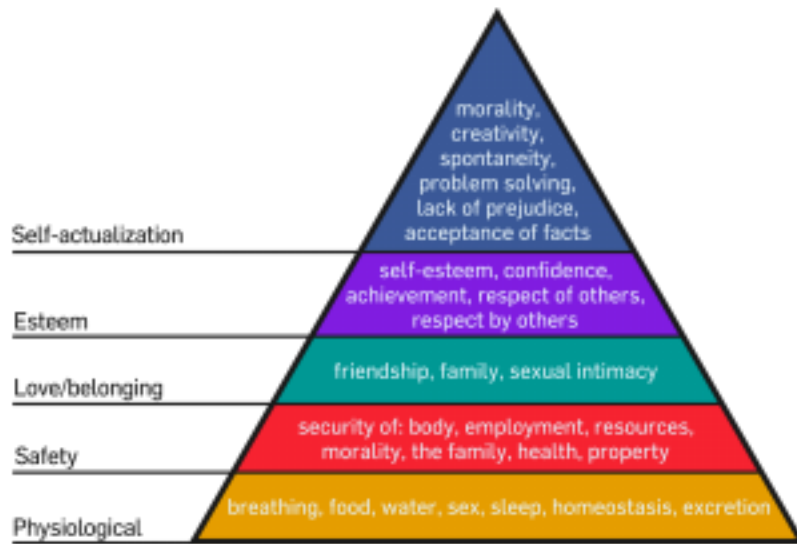 morality,
creativity,
spontaneity,
problem solving,
lack of prejudice,
acceptance of facts
Self-actualization
self-esteem, confidence,
achievement, respect of others,
respect by others
Esteem
friendship, family, sexual intimacy
Love/belonging
security of: body, employment, resources,
morality, the family, health, property
Safety
breathing, food, water, sex, sleep, homeostasis, excretion
Physiological